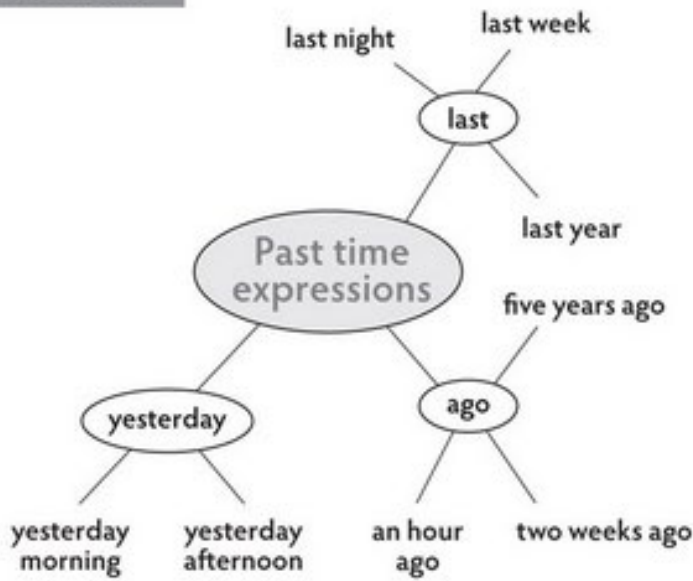 last night
last week
last
last year
Past time
expressions
five years ago
yesterday
ago
yesterday
morning
yesterday
afternoon
an hour
ago
two weeks ago